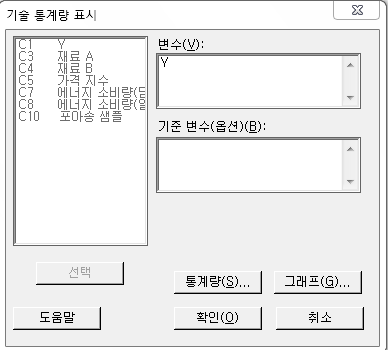 기술 통계량 표시
변수(V):
C1 Y
C3 재료 A
C4 재료 B
C5 가격 지수
C7 에너지 소비량(
C8 에너지 소비량(
C10 포아송 샘플
Y
기준 변수(옵션)(B):
선택
통계량(S)...
그래프(G)...
도움말
확인(O)
취소